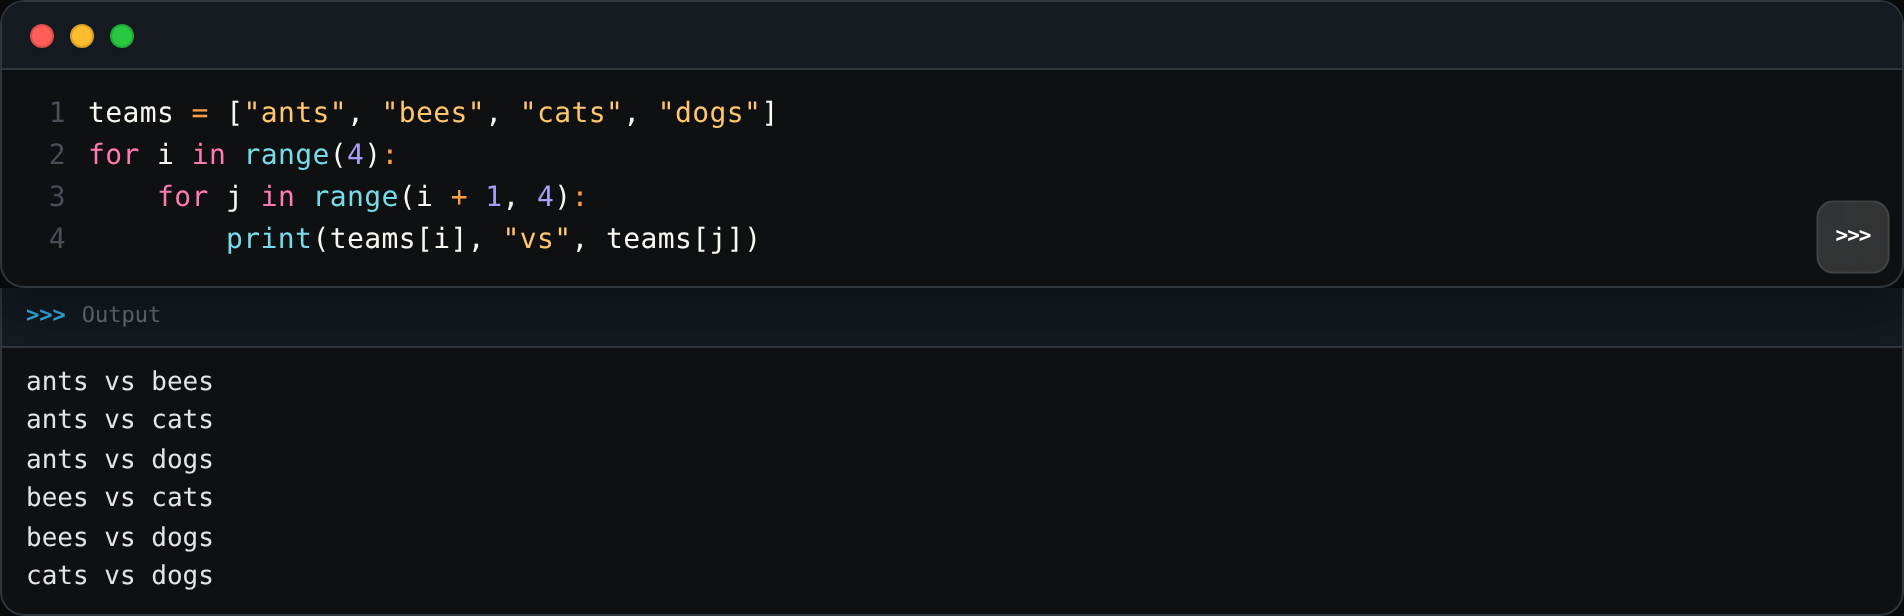 1 teams = ["ants", "bees", "cats", "dogs"]
2 for i in range(4):
3     for j in range(i + 1, 4):
4         print(teams[i], "vs", teams[j])
>>>
>>> Output
ants vs bees
ants vs cats
ants vs dogs
bees vs cats
bees vs dogs
cats vs dogs